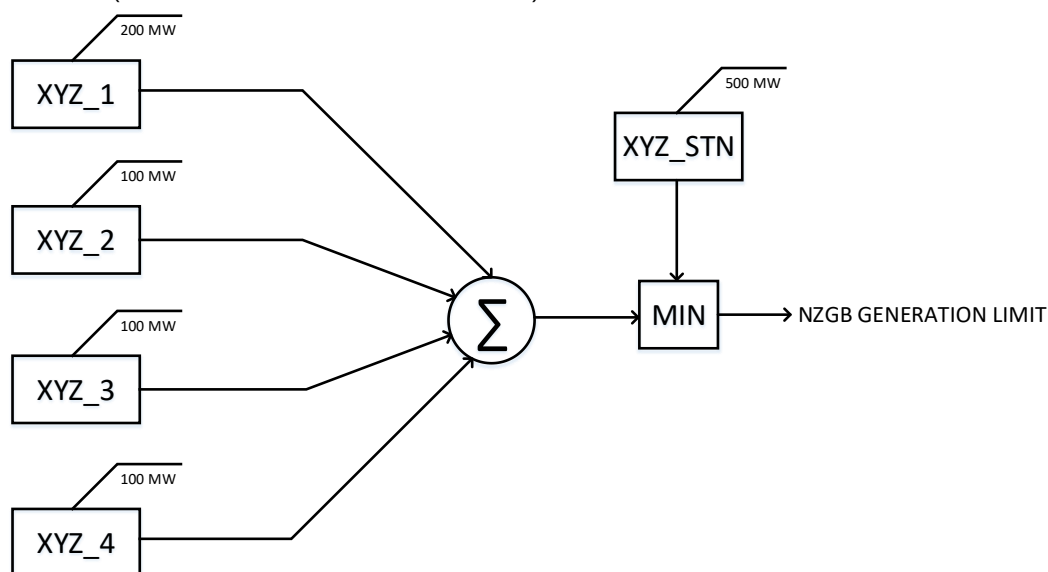 200 MW
XYZ_1
500 MW
XYZ_STN
100 MW
XYZ_2
Σ
MIN
NZGB GENERATION LIMIT
100 MW
XYZ_3
100 MW
XYZ_4